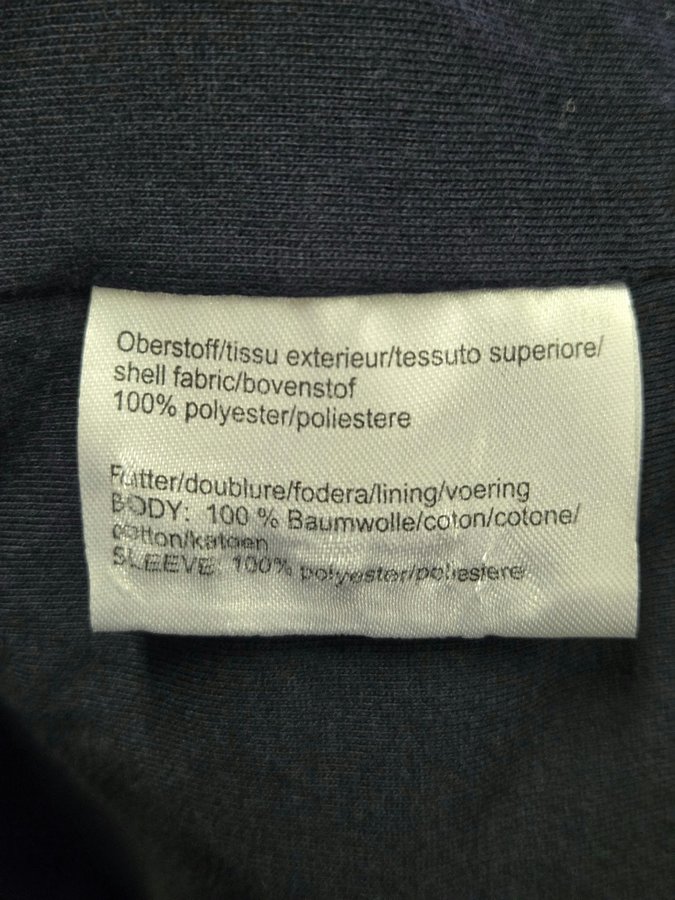 Oberstoff/tissu exterieur/tessuto superiore/
shell fabric/bovenstof
100% polyester/poliestere
Futter/doublure/fodera/lining/voering
BODY: 100 % Baumwolle/coton/cotone/
cotton/katoen
SLEEVE: 100% polyester/poliestere